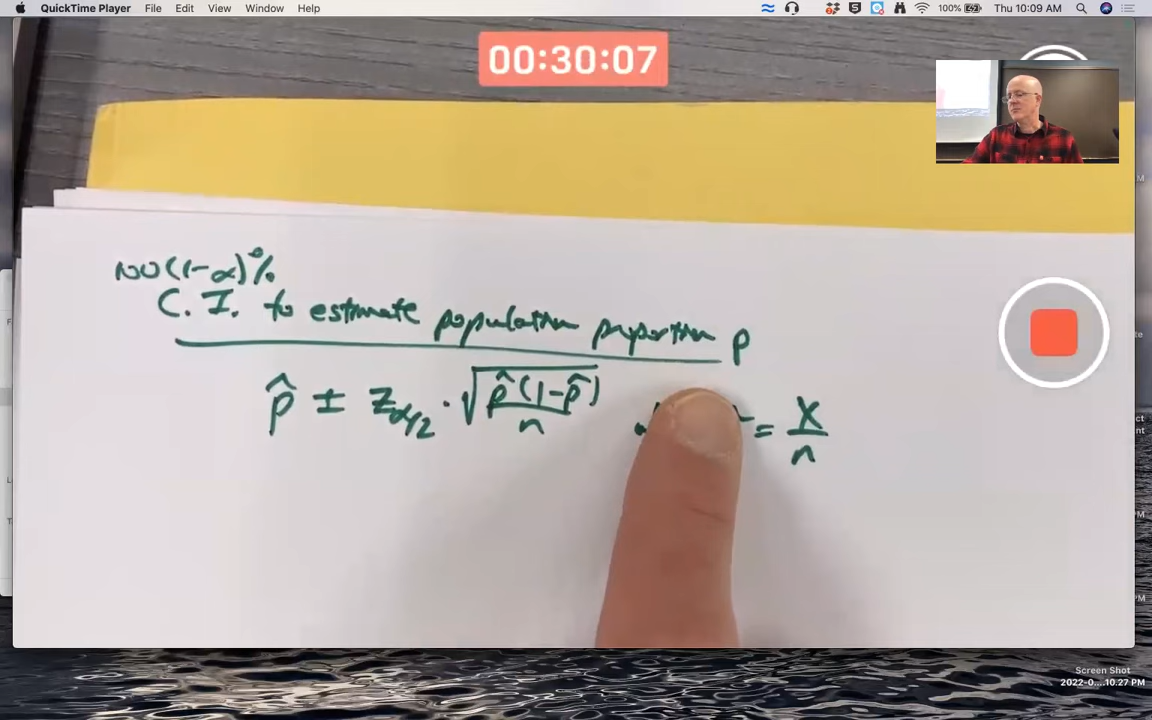 QuickTime Player File Edit View Window Help 100% Thu 10:09 AM
00:30:07
100(1-α)%
C. I. to estimate population proportion p
p̂ ± z_{α/2} · √(p̂(1-p̂)/n) = X/n
Screen Shot
2022-0....10.27 PM